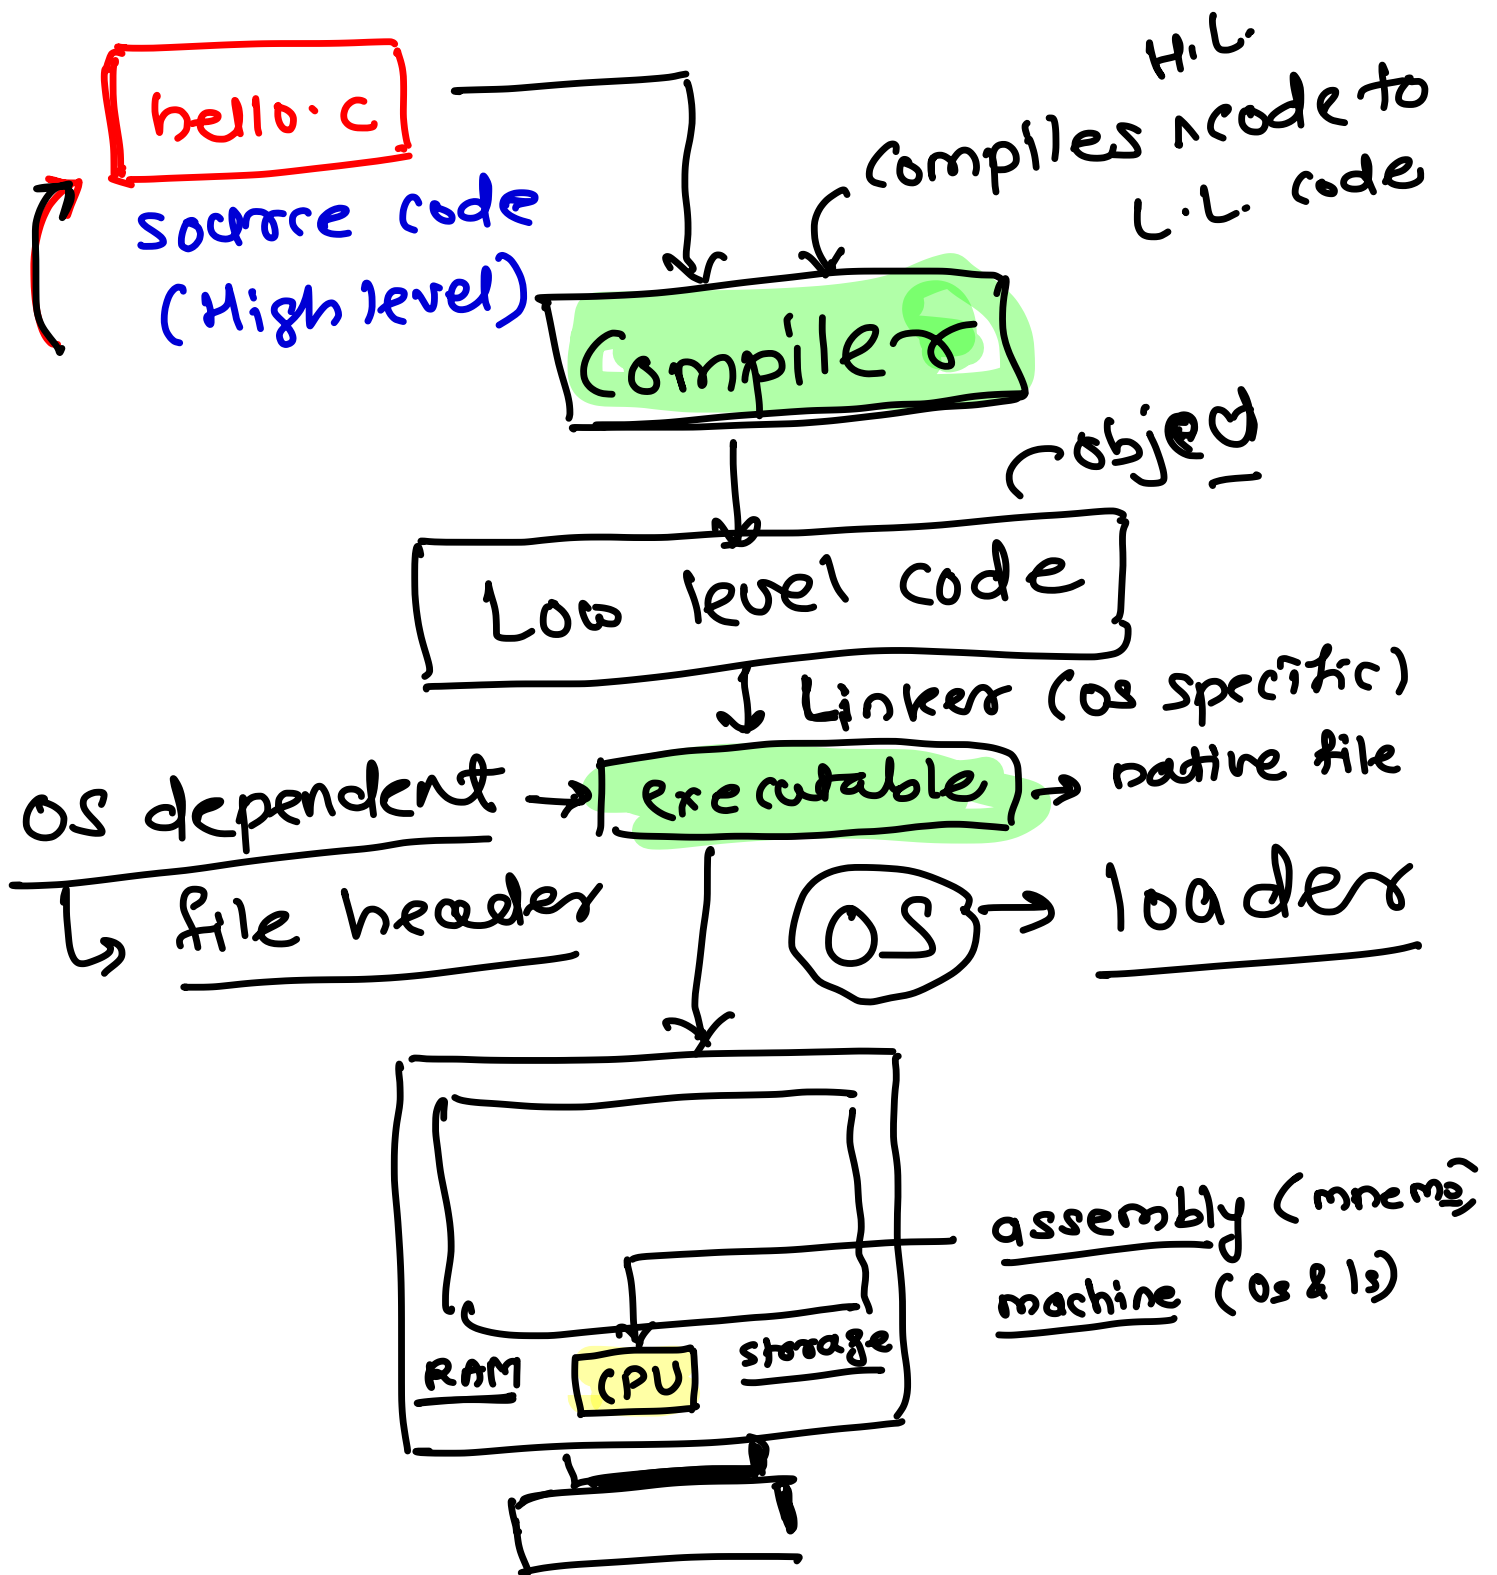 hello.c
source code
(High level)
H.L.
Compiles ^ code to
L.L. code
Compiler
object
Low level code
Linker (OS specific)
OS dependent
executable
native file
file header
OS
loader
assembly (mnemo)
machine (0s & 1s)
RAM
CPU
storage